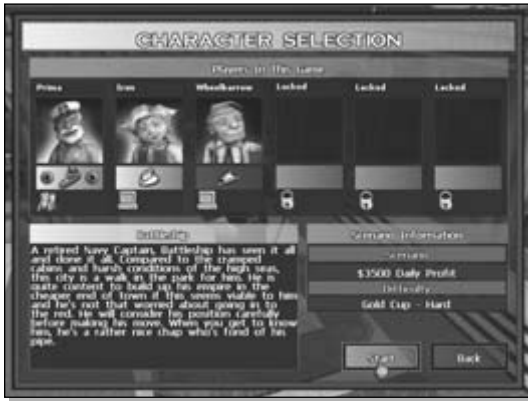 CHARACTER SELECTION
Players In This Game
Prima Iron Wheelbarrow Locked Locked Locked
Battleship
A retired Navy Captain, Battleship has seen it all
and done it all. Compared to the cramped
cabins and harsh conditions of the high seas,
this city is a walk in the park for him. He is
quite content to build up his empire in the
cheaper end of town if this seems viable to him
and he's not that worried about going in to
the red. He will consider his position carefully
before making his move. When you get to know
him, he's a rather nice chap who's fond of his
pipe.
Scenario Information
Scenario
$3500 Daily Profit
Difficulty
Gold Cup - Hard
Start Back